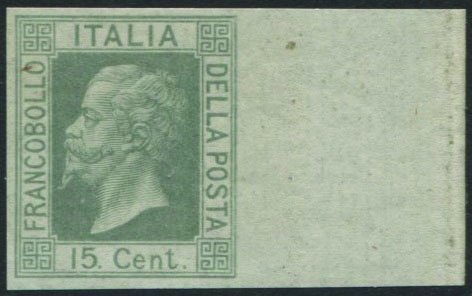 ITALIA
FRANCOBOLLO
DELLA POSTA
15. Cent.